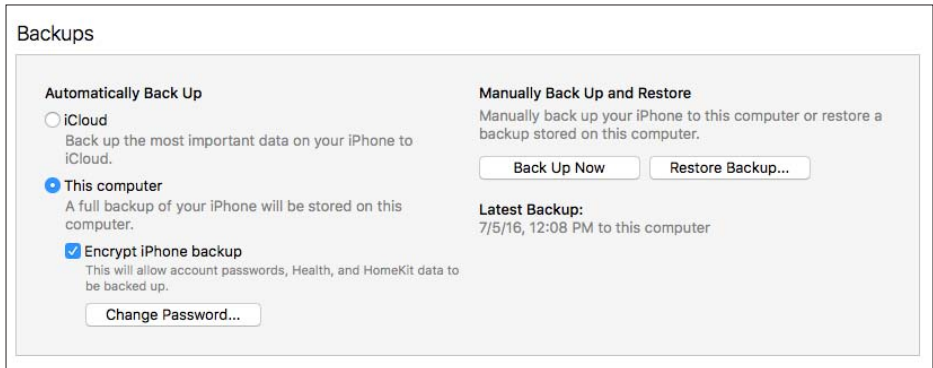 Backups
Automatically Back Up
iCloud
Back up the most important data on your iPhone to
iCloud.
This computer
A full backup of your iPhone will be stored on this
computer.
Encrypt iPhone backup
This will allow account passwords, Health, and HomeKit data to
be backed up.
Change Password...
Manually Back Up and Restore
Manually back up your iPhone to this computer or restore a
backup stored on this computer.
Back Up Now
Restore Backup...
Latest Backup:
7/5/16, 12:08 PM to this computer